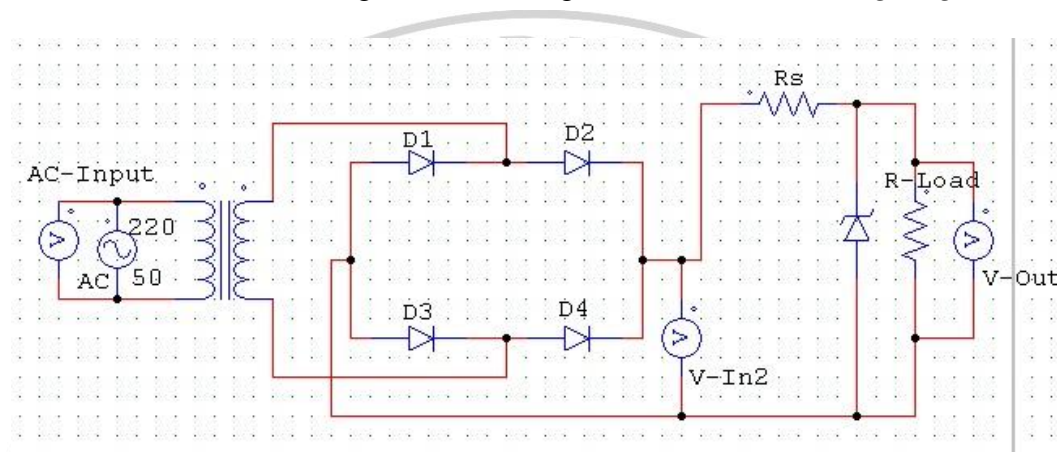 Rs
D1
D2
AC-Input
R-Load
220
AC
50
V-Out
D3
D4
V-In2
V
V
V